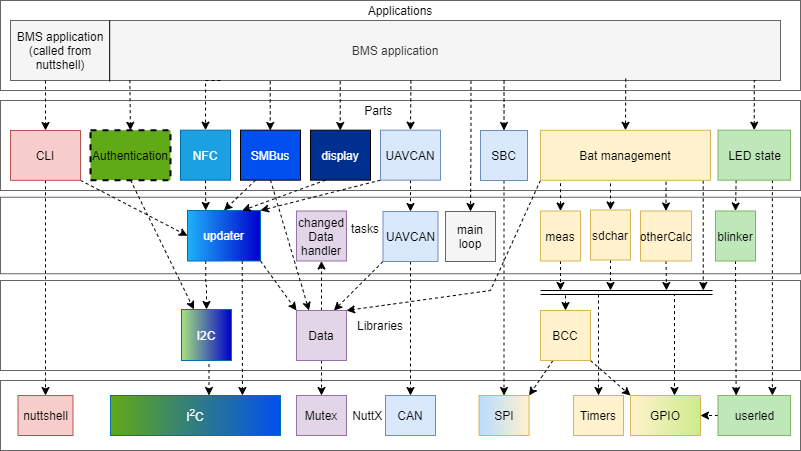 Applications
BMS application
(called from
nuttshell)
BMS application
Parts
CLI
Authentication
NFC
SMBus
display
UAVCAN
SBC
Bat management
LED state
updater
changed
Data
handler
tasks
UAVCAN
main
loop
meas
sdchar
otherCalc
blinker
I2C
Data
Libraries
BCC
nuttshell
I²C
Mutex
NuttX
CAN
SPI
Timers
GPIO
userled